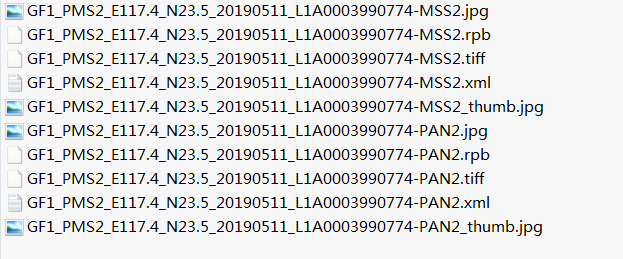 GF1_PMS2_E117.4_N23.5_20190511_L1A0003990774-MSS2.jpg
GF1_PMS2_E117.4_N23.5_20190511_L1A0003990774-MSS2.rpb
GF1_PMS2_E117.4_N23.5_20190511_L1A0003990774-MSS2.tiff
GF1_PMS2_E117.4_N23.5_20190511_L1A0003990774-MSS2.xml
GF1_PMS2_E117.4_N23.5_20190511_L1A0003990774-MSS2_thumb.jpg
GF1_PMS2_E117.4_N23.5_20190511_L1A0003990774-PAN2.jpg
GF1_PMS2_E117.4_N23.5_20190511_L1A0003990774-PAN2.rpb
GF1_PMS2_E117.4_N23.5_20190511_L1A0003990774-PAN2.tiff
GF1_PMS2_E117.4_N23.5_20190511_L1A0003990774-PAN2.xml
GF1_PMS2_E117.4_N23.5_20190511_L1A0003990774-PAN2_thumb.jpg